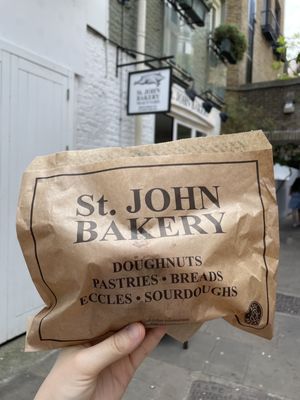 St. JOHN
BAKERY
St. JOHN
BAKERY
DOUGHNUTS
PASTRIES • BREADS
ECCLES • SOURDOUGHS